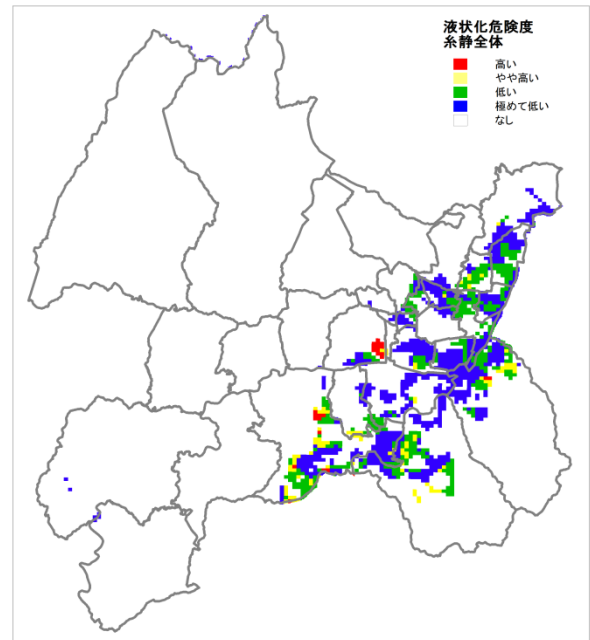 液状化危険度
糸静全体
高い
やや高い
低い
極めて低い
なし